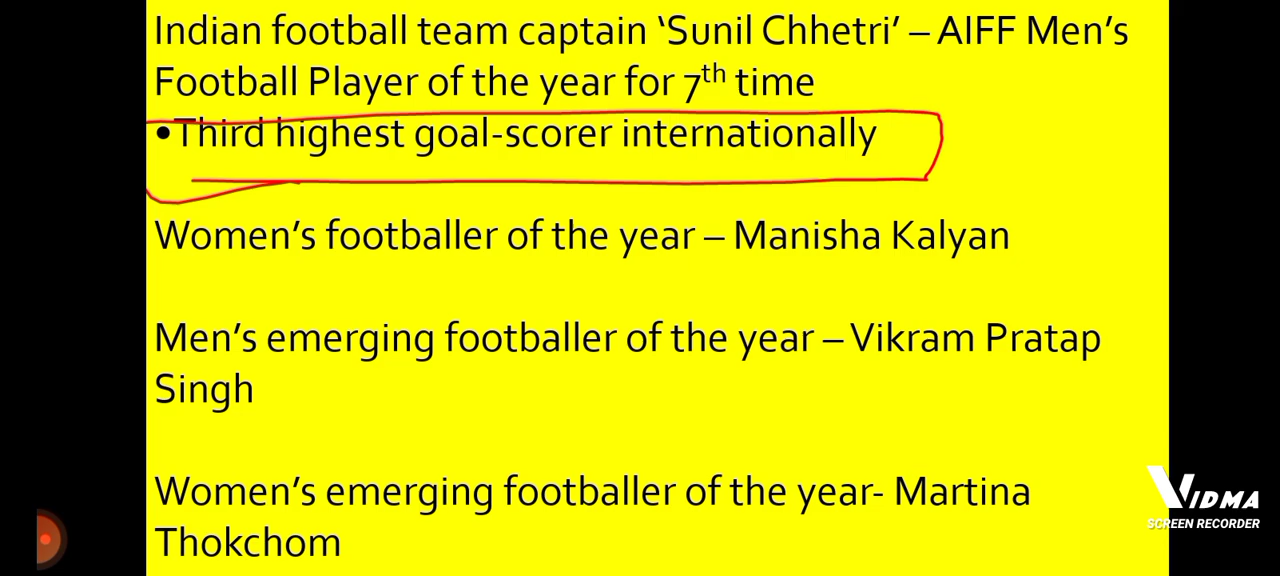 Indian football team captain ‘Sunil Chhetri’ – AIFF Men’s
Football Player of the year for 7th time
•Third highest goal-scorer internationally
Women’s footballer of the year – Manisha Kalyan
Men’s emerging footballer of the year – Vikram Pratap
Singh
Women’s emerging footballer of the year- Martina
Thokchom
VIDMA
SCREEN RECORDER